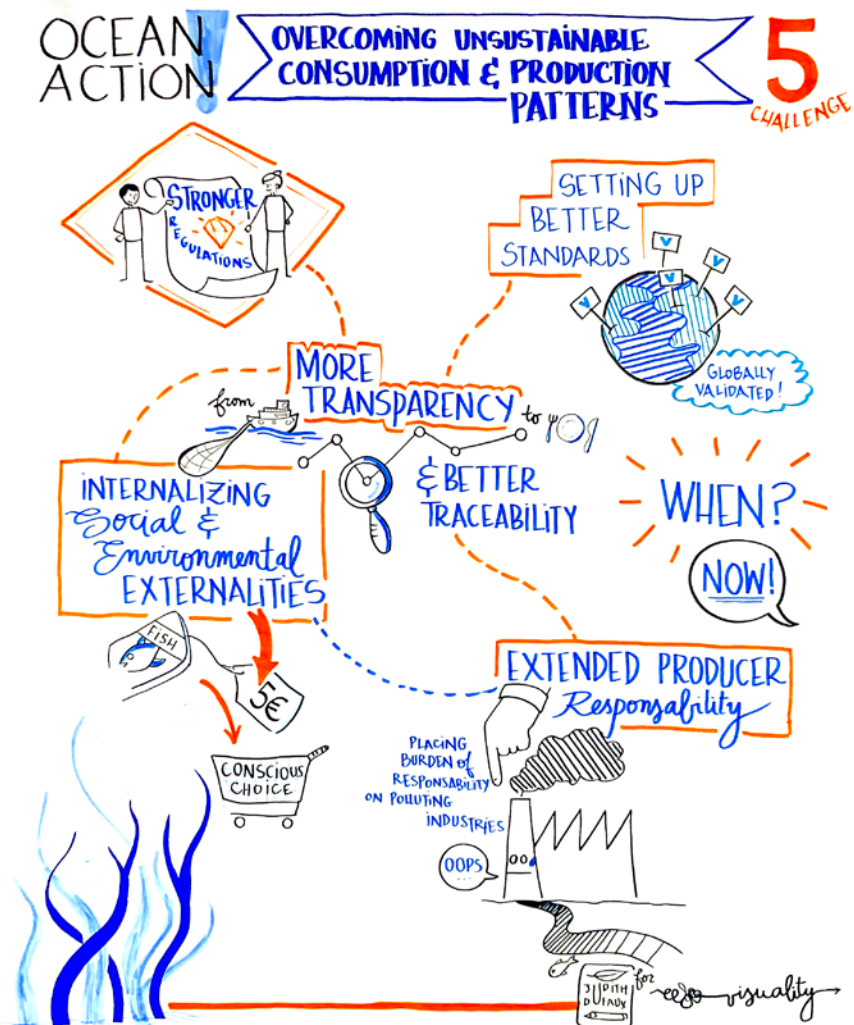 OCEAN
ACTION!
OVERCOMING UNSUSTAINABLE
CONSUMPTION & PRODUCTION
PATTERNS
5
CHALLENGE
STRONGER
REGULATIONS
SETTING UP
BETTER
STANDARDS
GLOBALLY
VALIDATED!
MORE
TRANSPARENCY
from
to
& BETTER
TRACEABILITY
INTERNALIZING
Social &
Environmental
EXTERNALITIES
WHEN?
NOW!
FISH
5€
CONSCIOUS
CHOICE
EXTENDED PRODUCER
Responsability
PLACING
BURDEN of
RESPONSABILITY
ON POLLUTING
INDUSTRIES
OOPS
JUDITH
DUFAUX
for
visuality